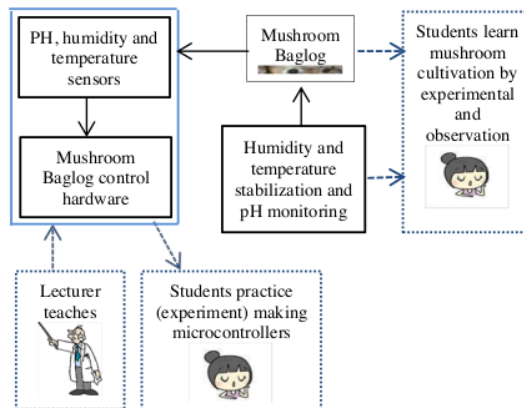 PH, humidity and
temperature
sensors
Mushroom
Baglog
Students learn
mushroom
cultivation by
experimental
and
observation
Mushroom
Baglog control
hardware
Humidity and
temperature
stabilization and
pH monitoring
Lecturer
teaches
Students practice
(experiment) making
microcontrollers